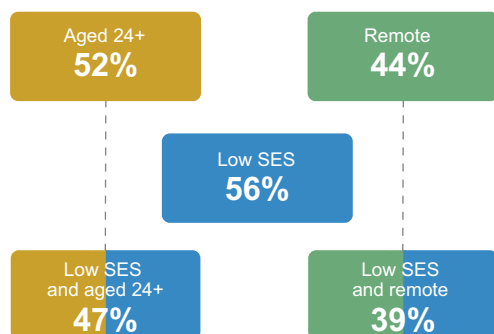 Aged 24+
52%
Remote
44%
Low SES
56%
Low SES
and aged 24+
47%
Low SES
and remote
39%